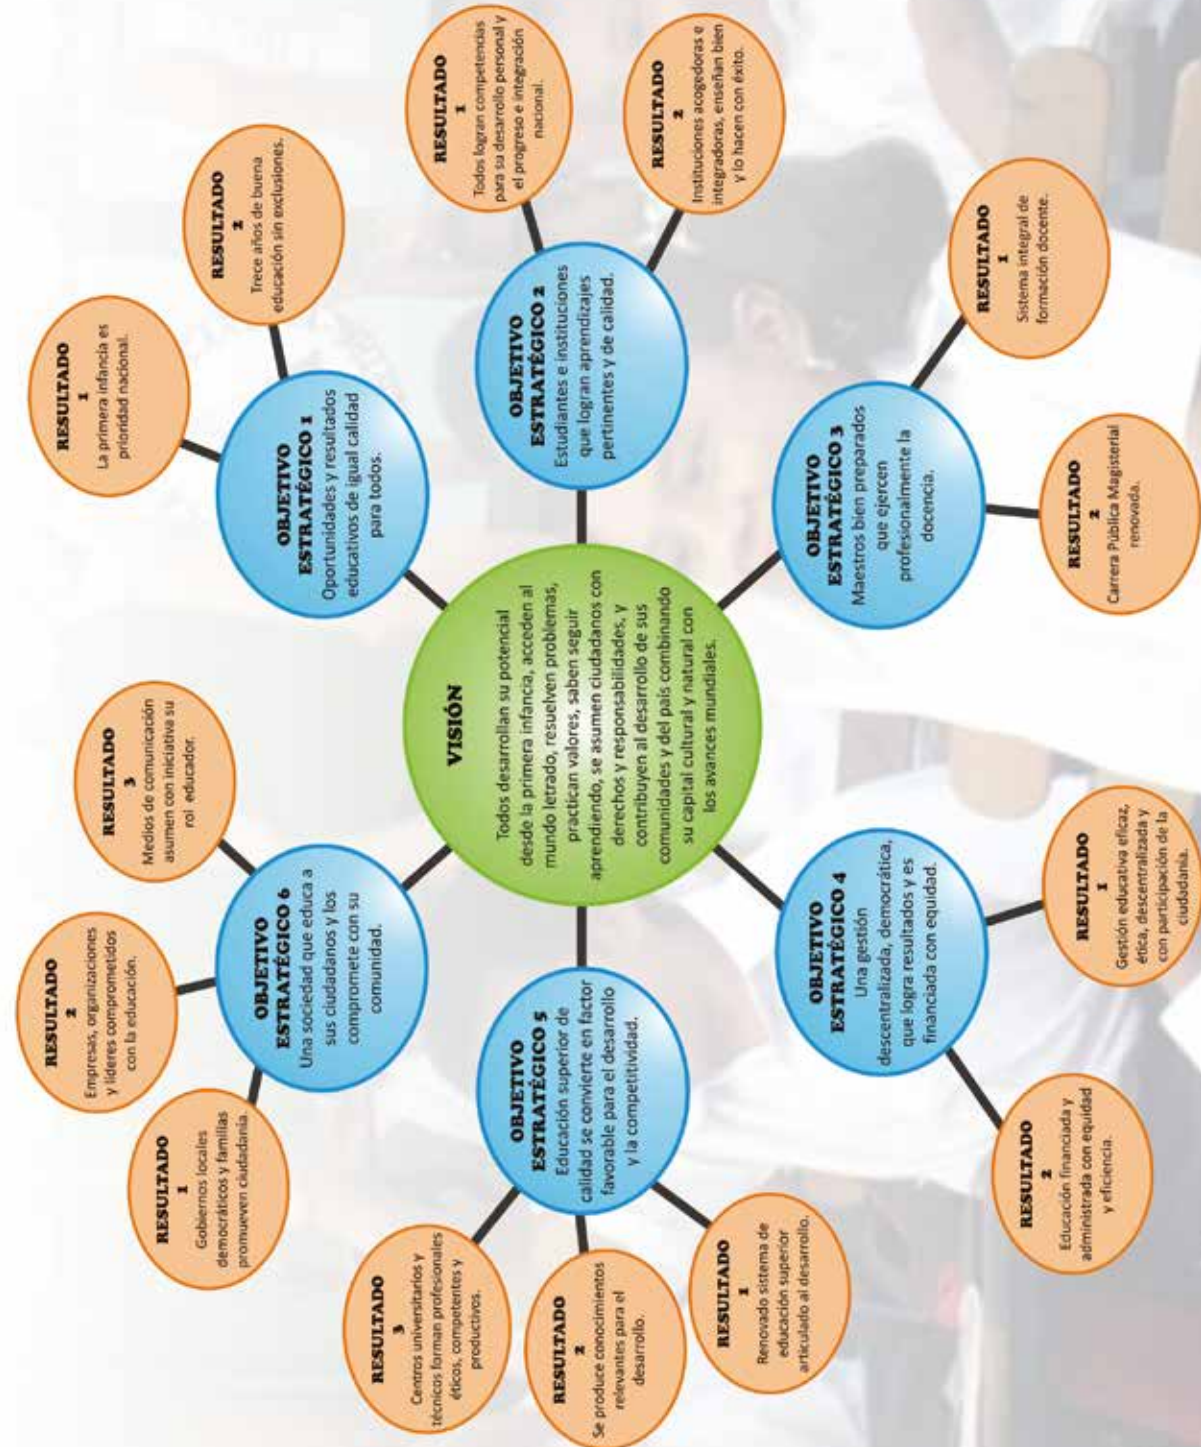 VISIÓN
Todos desarrollan su potencial
desde la primera infancia, acceden al
mundo letrado, resuelven problemas,
practican valores, saben seguir
aprendiendo, se asumen ciudadanos con
derechos y responsabilidades, y
contribuyen al desarrollo de sus
comunidades y del país combinando
su capital cultural y natural con
los avances mundiales.
OBJETIVO
ESTRATÉGICO 1
Oportunidades y resultados
educativos de igual calidad
para todos.
RESULTADO
1
La primera infancia es
prioridad nacional.
RESULTADO
2
Trece años de buena
educación sin exclusiones.
OBJETIVO
ESTRATÉGICO 2
Estudiantes e instituciones
que logran aprendizajes
pertinentes y de calidad.
RESULTADO
1
Todos logran competencias
para su desarrollo personal y
el progreso e integración
nacional.
RESULTADO
2
Instituciones acogedoras e
integradoras, enseñan bien
y lo hacen con éxito.
OBJETIVO
ESTRATÉGICO 3
Maestros bien preparados
que ejercen
profesionalmente la
docencia.
RESULTADO
1
Sistema integral de
formación docente.
RESULTADO
2
Carrera Pública Magisterial
renovada.
OBJETIVO
ESTRATÉGICO 4
Una gestión
descentralizada, democrática,
que logra resultados y es
financiada con equidad.
RESULTADO
1
Gestión educativa eficaz,
ética, descentralizada y
con participación de la
ciudadanía.
RESULTADO
2
Educación financiada y
administrada con equidad
y eficiencia.
OBJETIVO
ESTRATÉGICO 5
Educación superior de
calidad se convierte en factor
favorable para el desarrollo
y la competitividad.
RESULTADO
1
Renovado sistema de
educación superior
articulado al desarrollo.
RESULTADO
2
Se produce conocimientos
relevantes para el
desarrollo.
RESULTADO
3
Centros universitarios y
técnicos forman profesionales
éticos, competentes y
productivos.
OBJETIVO
ESTRATÉGICO 6
Una sociedad que educa a
sus ciudadanos y los
compromete con su
comunidad.
RESULTADO
1
Gobiernos locales
democráticos y familias
promueven ciudadanía.
RESULTADO
2
Empresas, organizaciones
y líderes comprometidos
con la educación.
RESULTADO
3
Medios de comunicación
asumen con iniciativa su
rol educador.